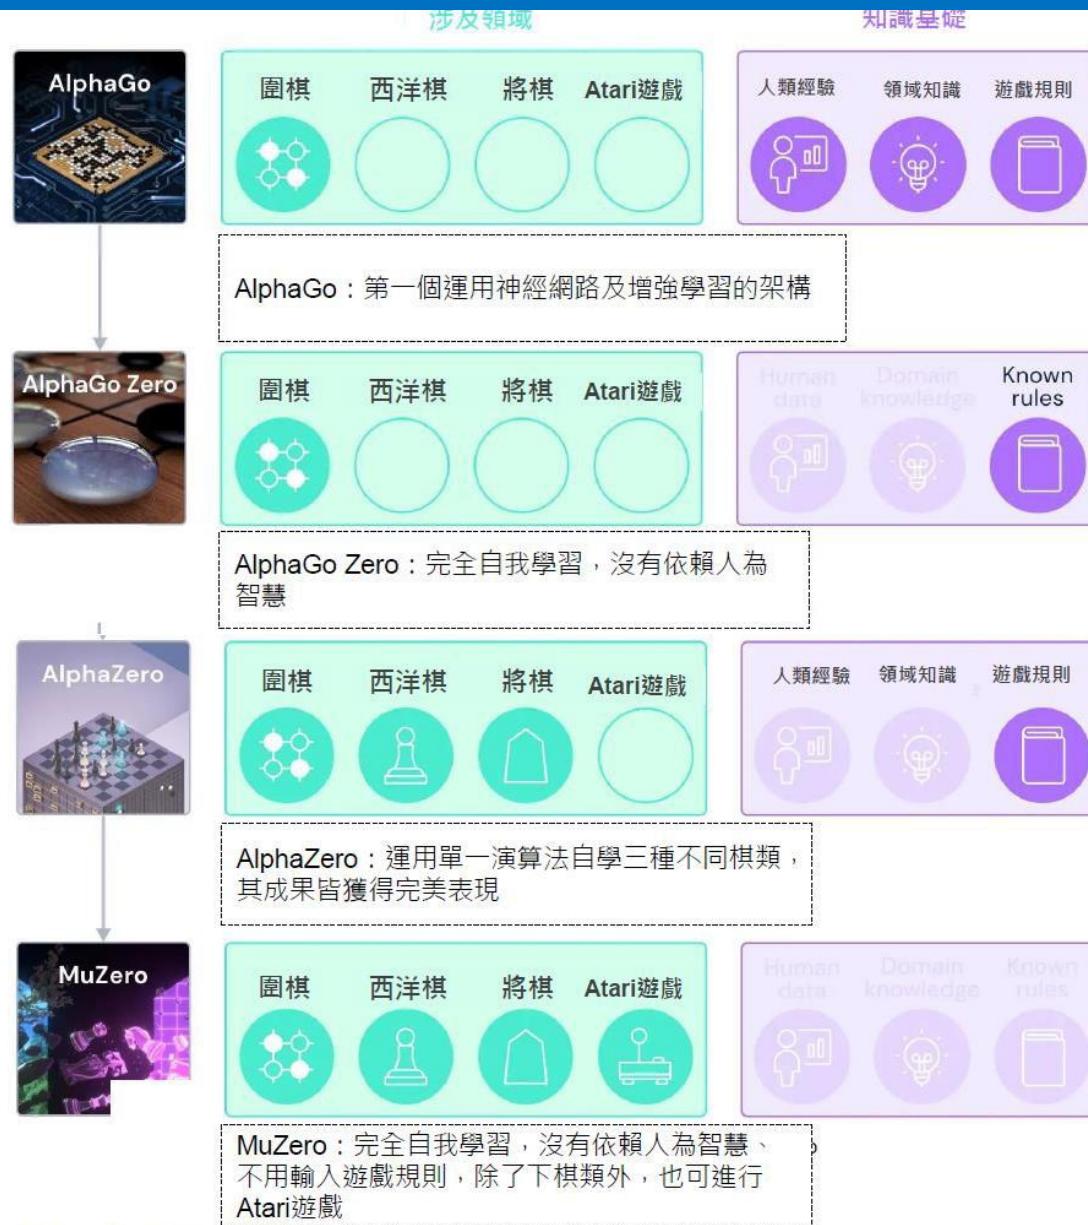 涉及領域 知識基礎
AlphaGo
圍棋 西洋棋 將棋 Atari遊戲
人類經驗 領域知識 遊戲規則
AlphaGo：第一個運用神經網路及增強學習的架構
AlphaGo Zero
圍棋 西洋棋 將棋 Atari遊戲
Human data
Domain knowledge
Known rules
AlphaGo Zero：完全自我學習，沒有依賴人為
智慧
AlphaZero
圍棋 西洋棋 將棋 Atari遊戲
人類經驗 領域知識 遊戲規則
AlphaZero：運用單一演算法自學三種不同棋類，
其成果皆獲得完美表現
MuZero
圍棋 西洋棋 將棋 Atari遊戲
Human data
Domain knowledge
Known rules
MuZero：完全自我學習，沒有依賴人為智慧、
不用輸入遊戲規則，除了下棋類外，也可進行
Atari遊戲